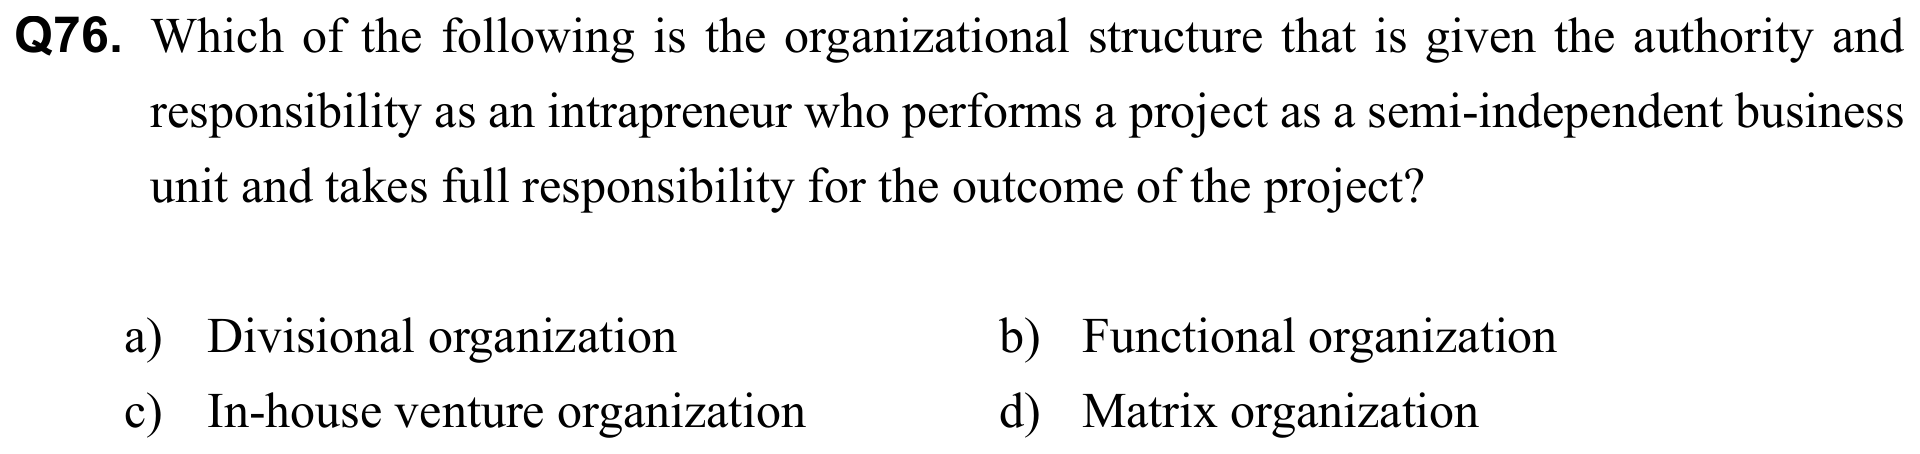 Q76. Which of the following is the organizational structure that is given the authority and
responsibility as an intrapreneur who performs a project as a semi-independent business
unit and takes full responsibility for the outcome of the project?
a) Divisional organization b) Functional organization
c) In-house venture organization d) Matrix organization